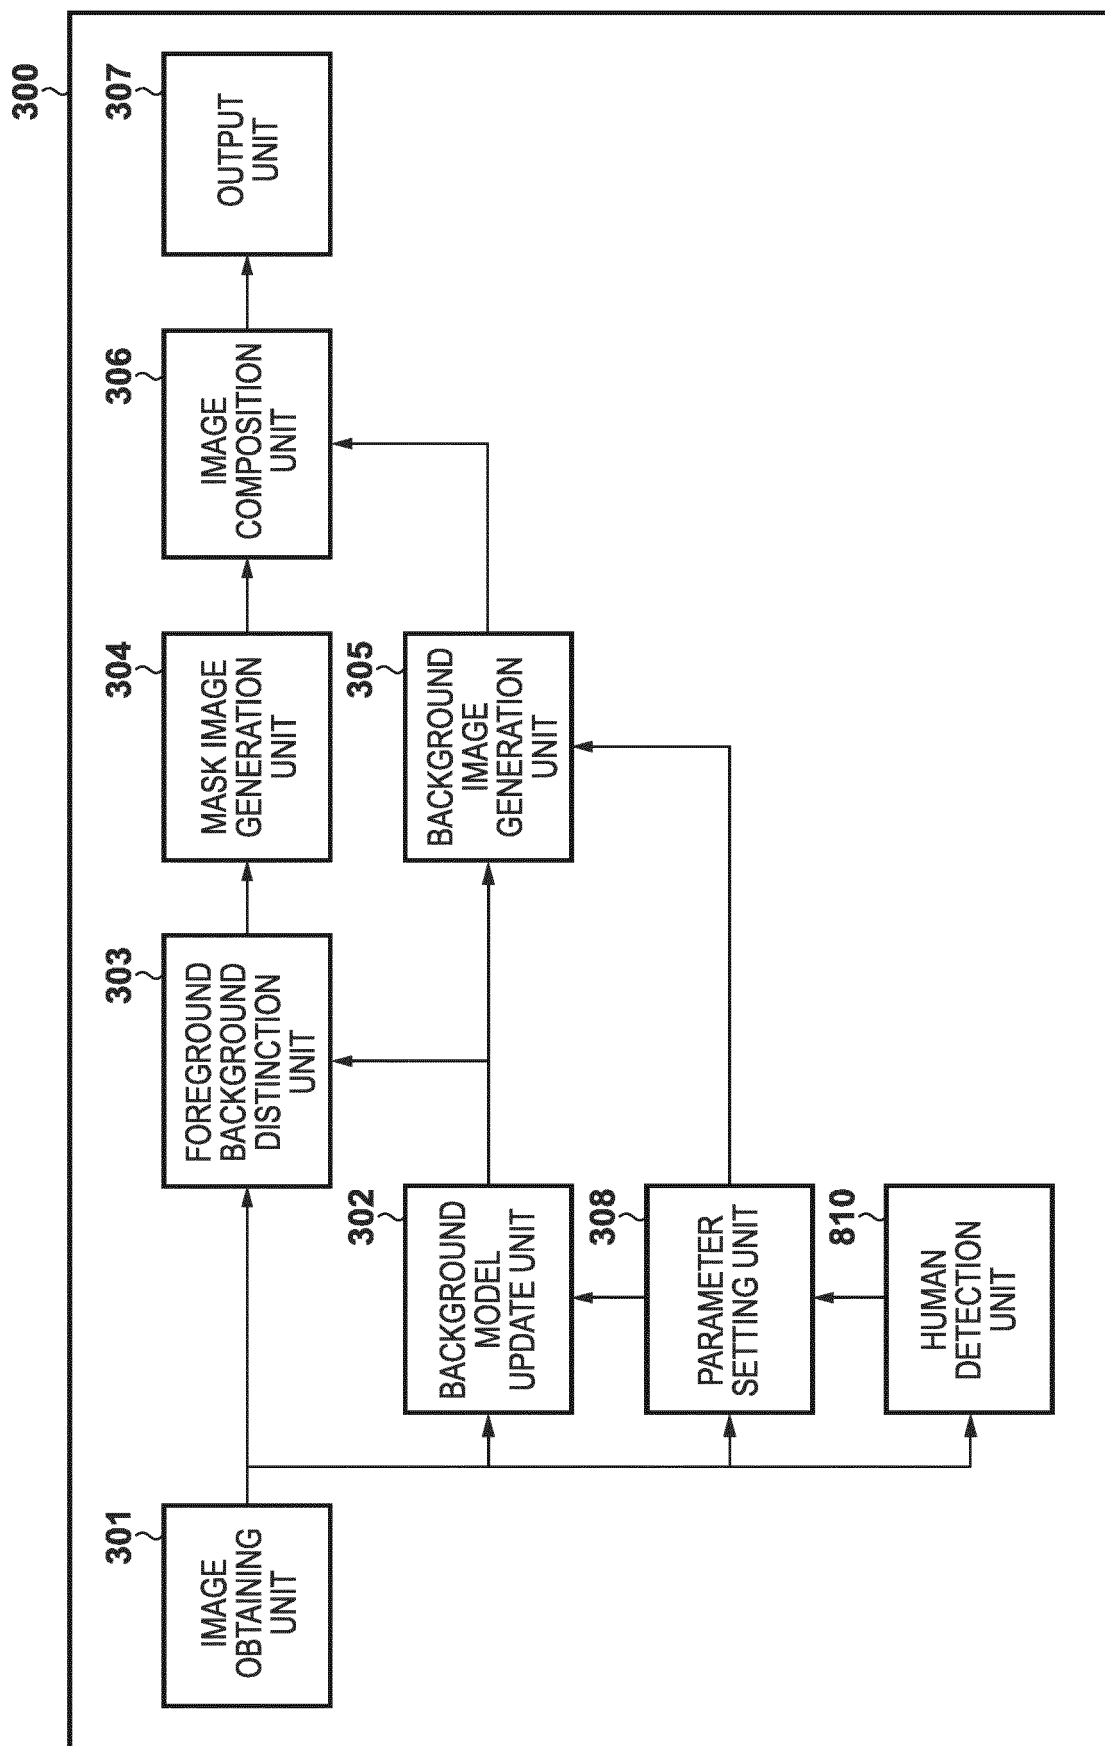 300
301
IMAGE
OBTAINING
UNIT
303
FOREGROUND
BACKGROUND
DISTINCTION
UNIT
304
MASK IMAGE
GENERATION
UNIT
306
IMAGE
COMPOSITION
UNIT
307
OUTPUT
UNIT
302
BACKGROUND
MODEL
UPDATE UNIT
305
BACKGROUND
IMAGE
GENERATION
UNIT
308
PARAMETER
SETTING UNIT
810
HUMAN
DETECTION
UNIT